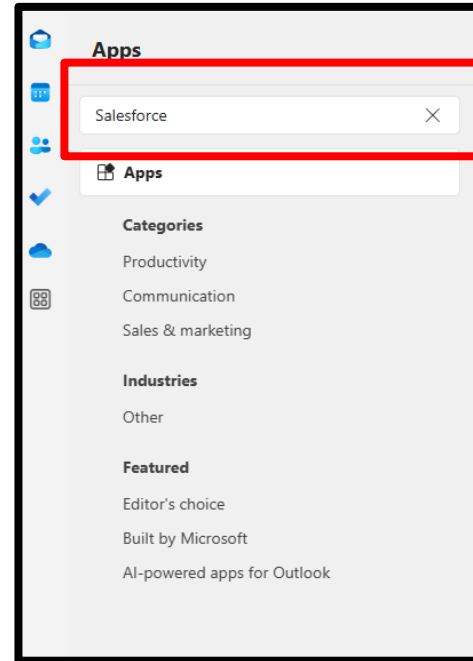 Apps
Salesforce
Apps
Categories
Productivity
Communication
Sales & marketing
Industries
Other
Featured
Editor's choice
Built by Microsoft
AI-powered apps for Outlook